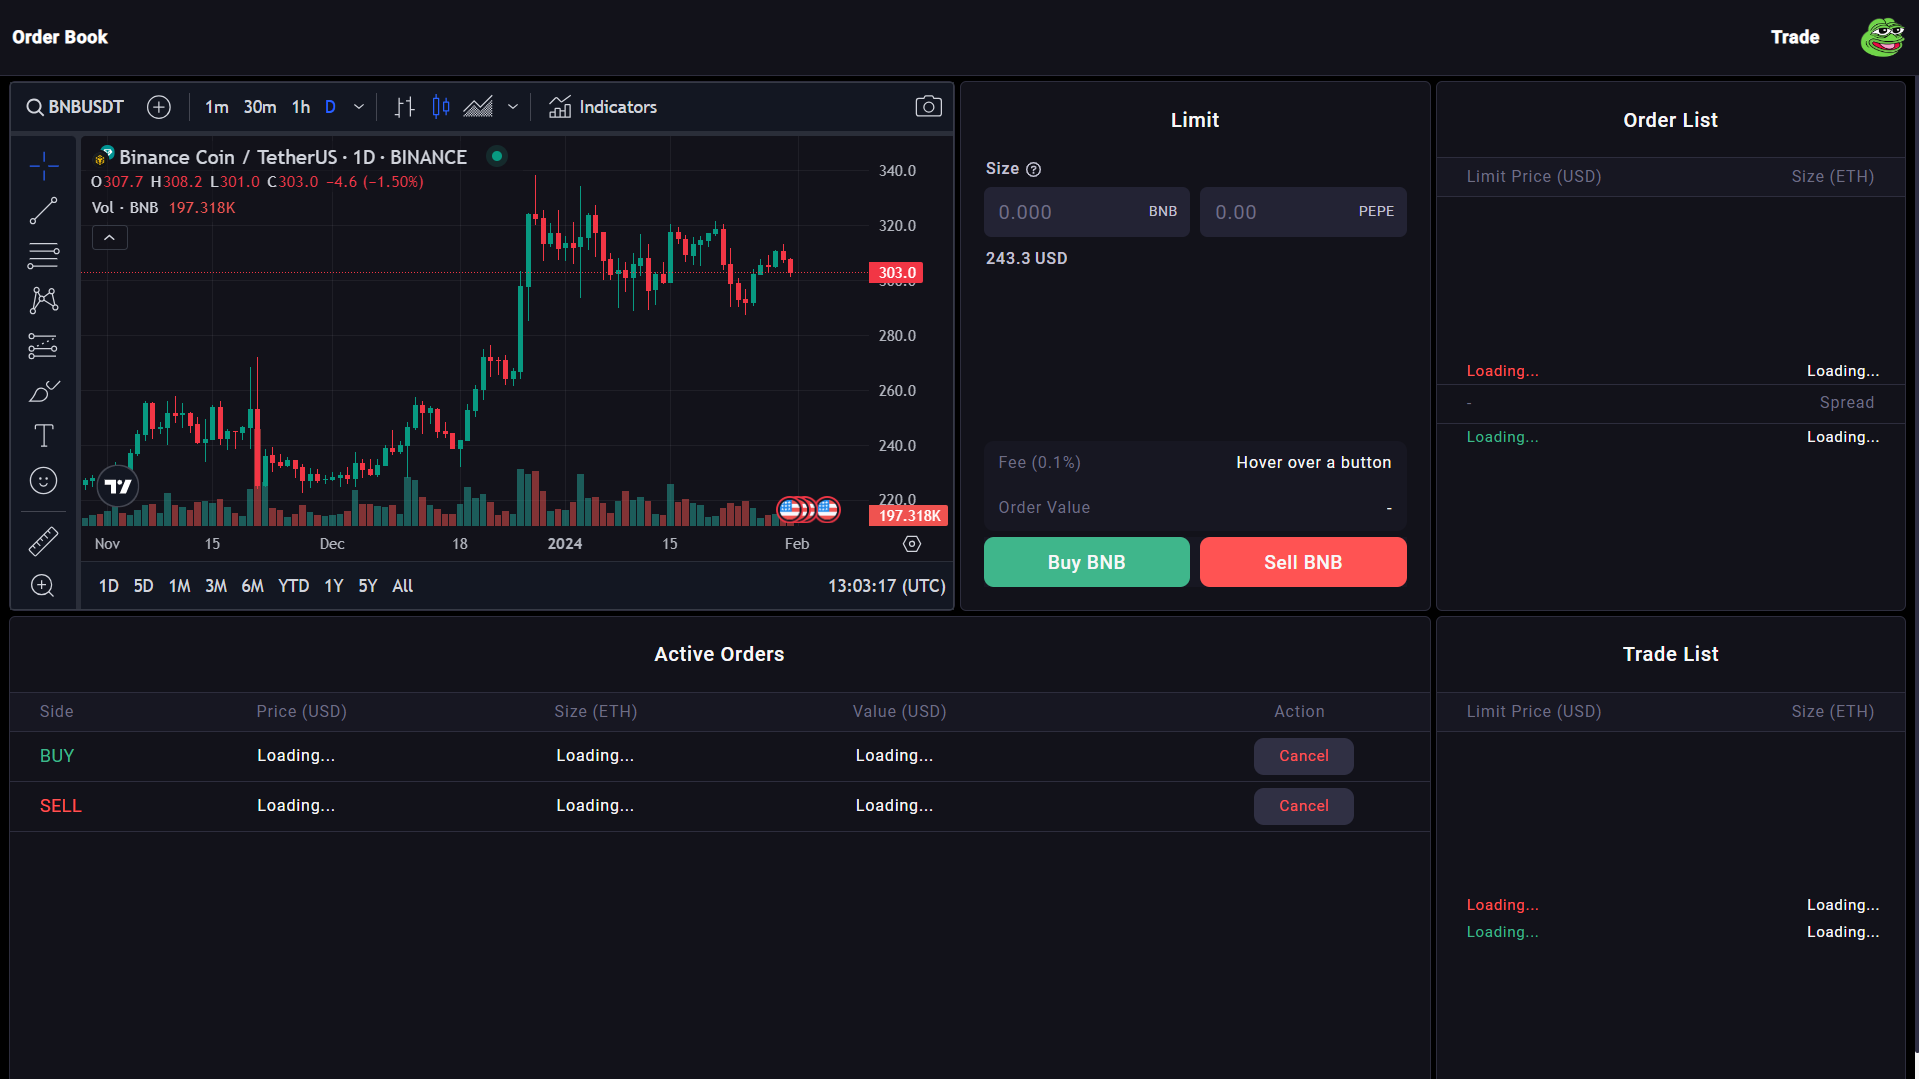 Order Book
Trade
BNBUSDT 1m 30m 1h D Indicators
Binance Coin / TetherUS · 1D · BINANCE
O307.7 H308.2 L301.0 C303.0 −4.6 (−1.50%)
Vol · BNB 197.318K
340.0
320.0
303.0
300.0
280.0
260.0
240.0
220.0
197.318K
Nov 15 Dec 18 2024 15 Feb
1D 5D 1M 3M 6M YTD 1Y 5Y All 13:03:17 (UTC)
Limit
Size
0.000 BNB 0.00 PEPE
243.3 USD
Fee (0.1%) Hover over a button
Order Value -
Buy BNB Sell BNB
Order List
Limit Price (USD) Size (ETH)
Loading... Loading...
- Spread
Loading... Loading...
Active Orders
Side Price (USD) Size (ETH) Value (USD) Action
BUY Loading... Loading... Loading... Cancel
SELL Loading... Loading... Loading... Cancel
Trade List
Limit Price (USD) Size (ETH)
Loading... Loading...
Loading... Loading...